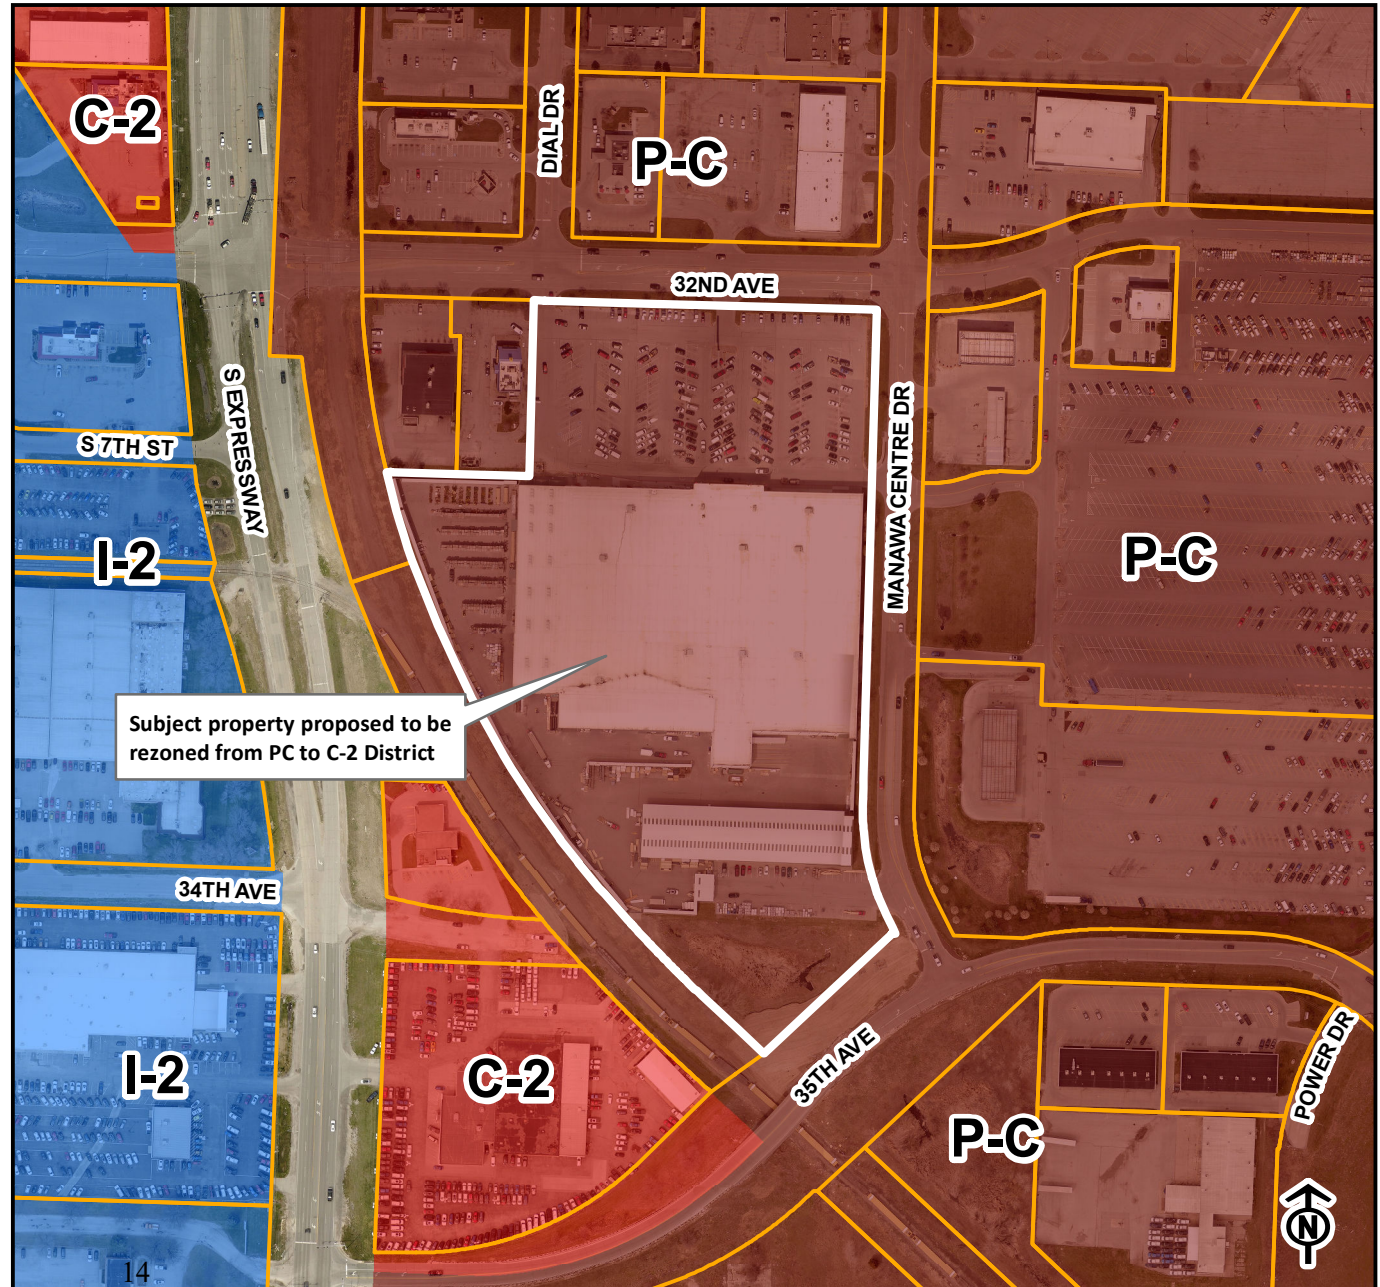 C-2
DIAL DR
P-C
32ND AVE
S EXPRESSWAY
MANAWA CENTRE DR
S 7TH ST
I-2
P-C
Subject property proposed to be
rezoned from PC to C-2 District
34TH AVE
I-2
C-2
35TH AVE
P-C
POWER DR
N
14